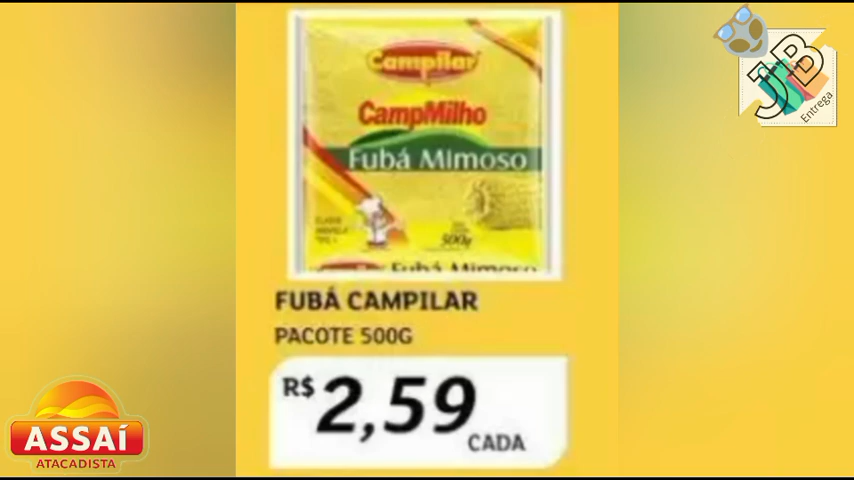 JB
Entrega
Campilar
CampMilho
Fubá Mimoso
500g
Fubá Mimoso
FUBÁ CAMPILAR
PACOTE 500G
R$ 2,59
CADA
ASSAÍ
ATACADISTA